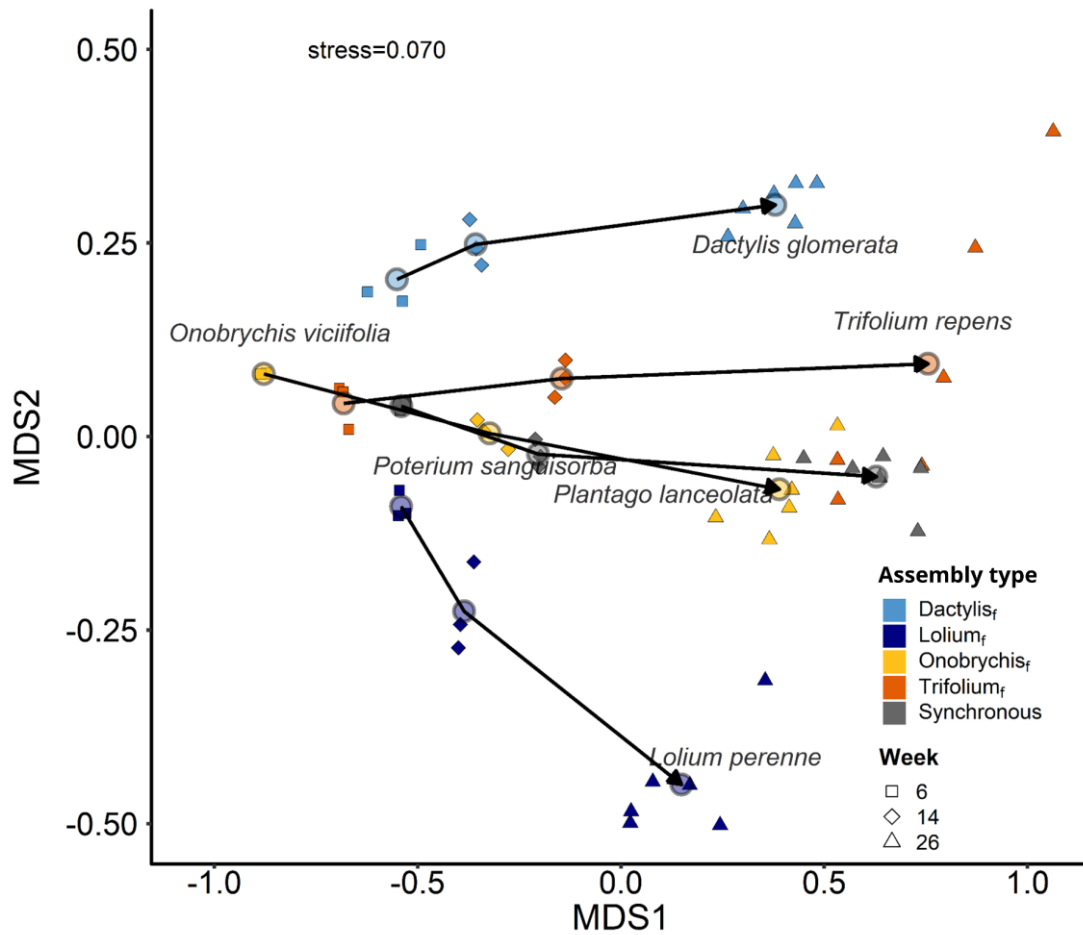 0.50
stress=0.070
0.25
Dactylis glomerata
Onobrychis viciifolia
Trifolium repens
MDS2
0.00
Poterium sanguisorba
Plantago lanceolata
Assembly type
Dactylisf
Loliumf
Onobrychisf
Trifoliumf
Synchronous
-0.25
Lolium perenne
Week
6
14
26
-0.50
-1.0
-0.5
0.0
0.5
1.0
MDS1